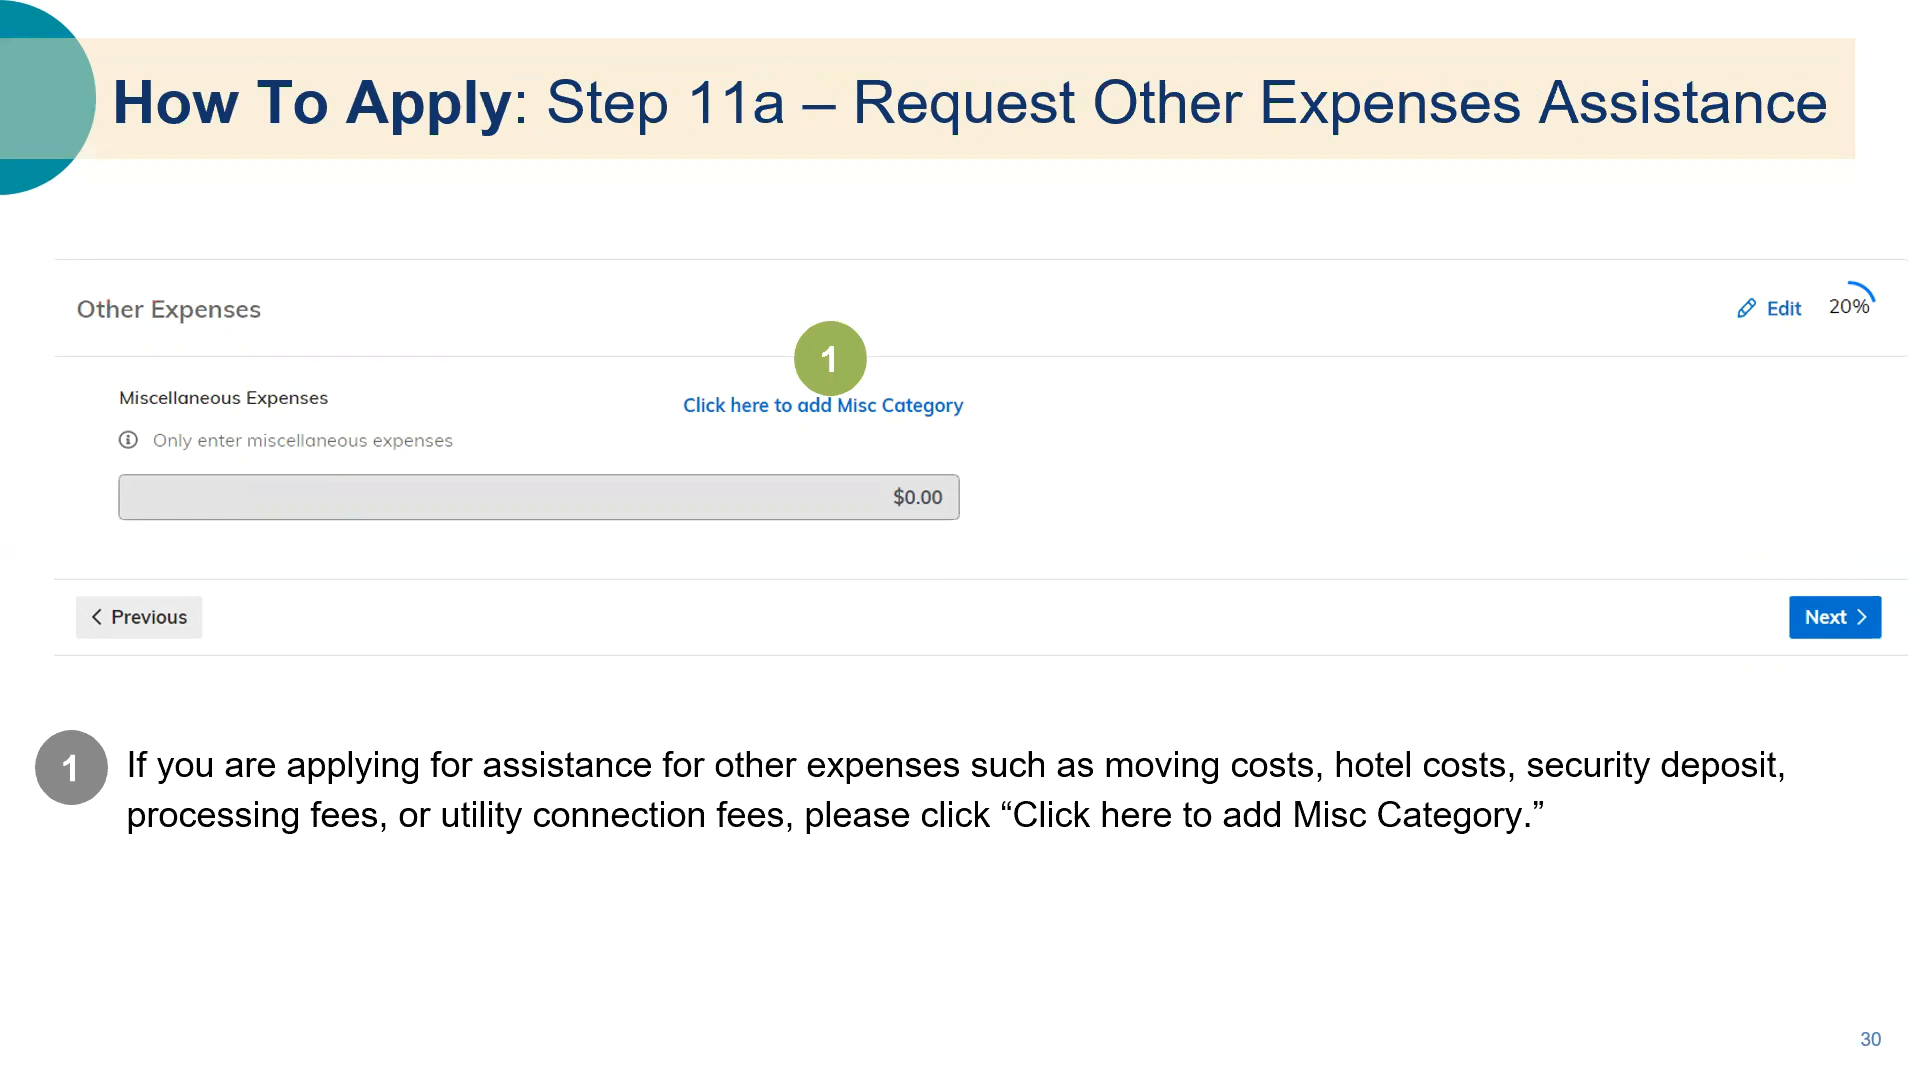 How To Apply: Step 11a – Request Other Expenses Assistance
Other Expenses
Edit
20%
1
Miscellaneous Expenses
Click here to add Misc Category
Only enter miscellaneous expenses
$0.00
Previous
Next
1
If you are applying for assistance for other expenses such as moving costs, hotel costs, security deposit,
processing fees, or utility connection fees, please click “Click here to add Misc Category.”
30